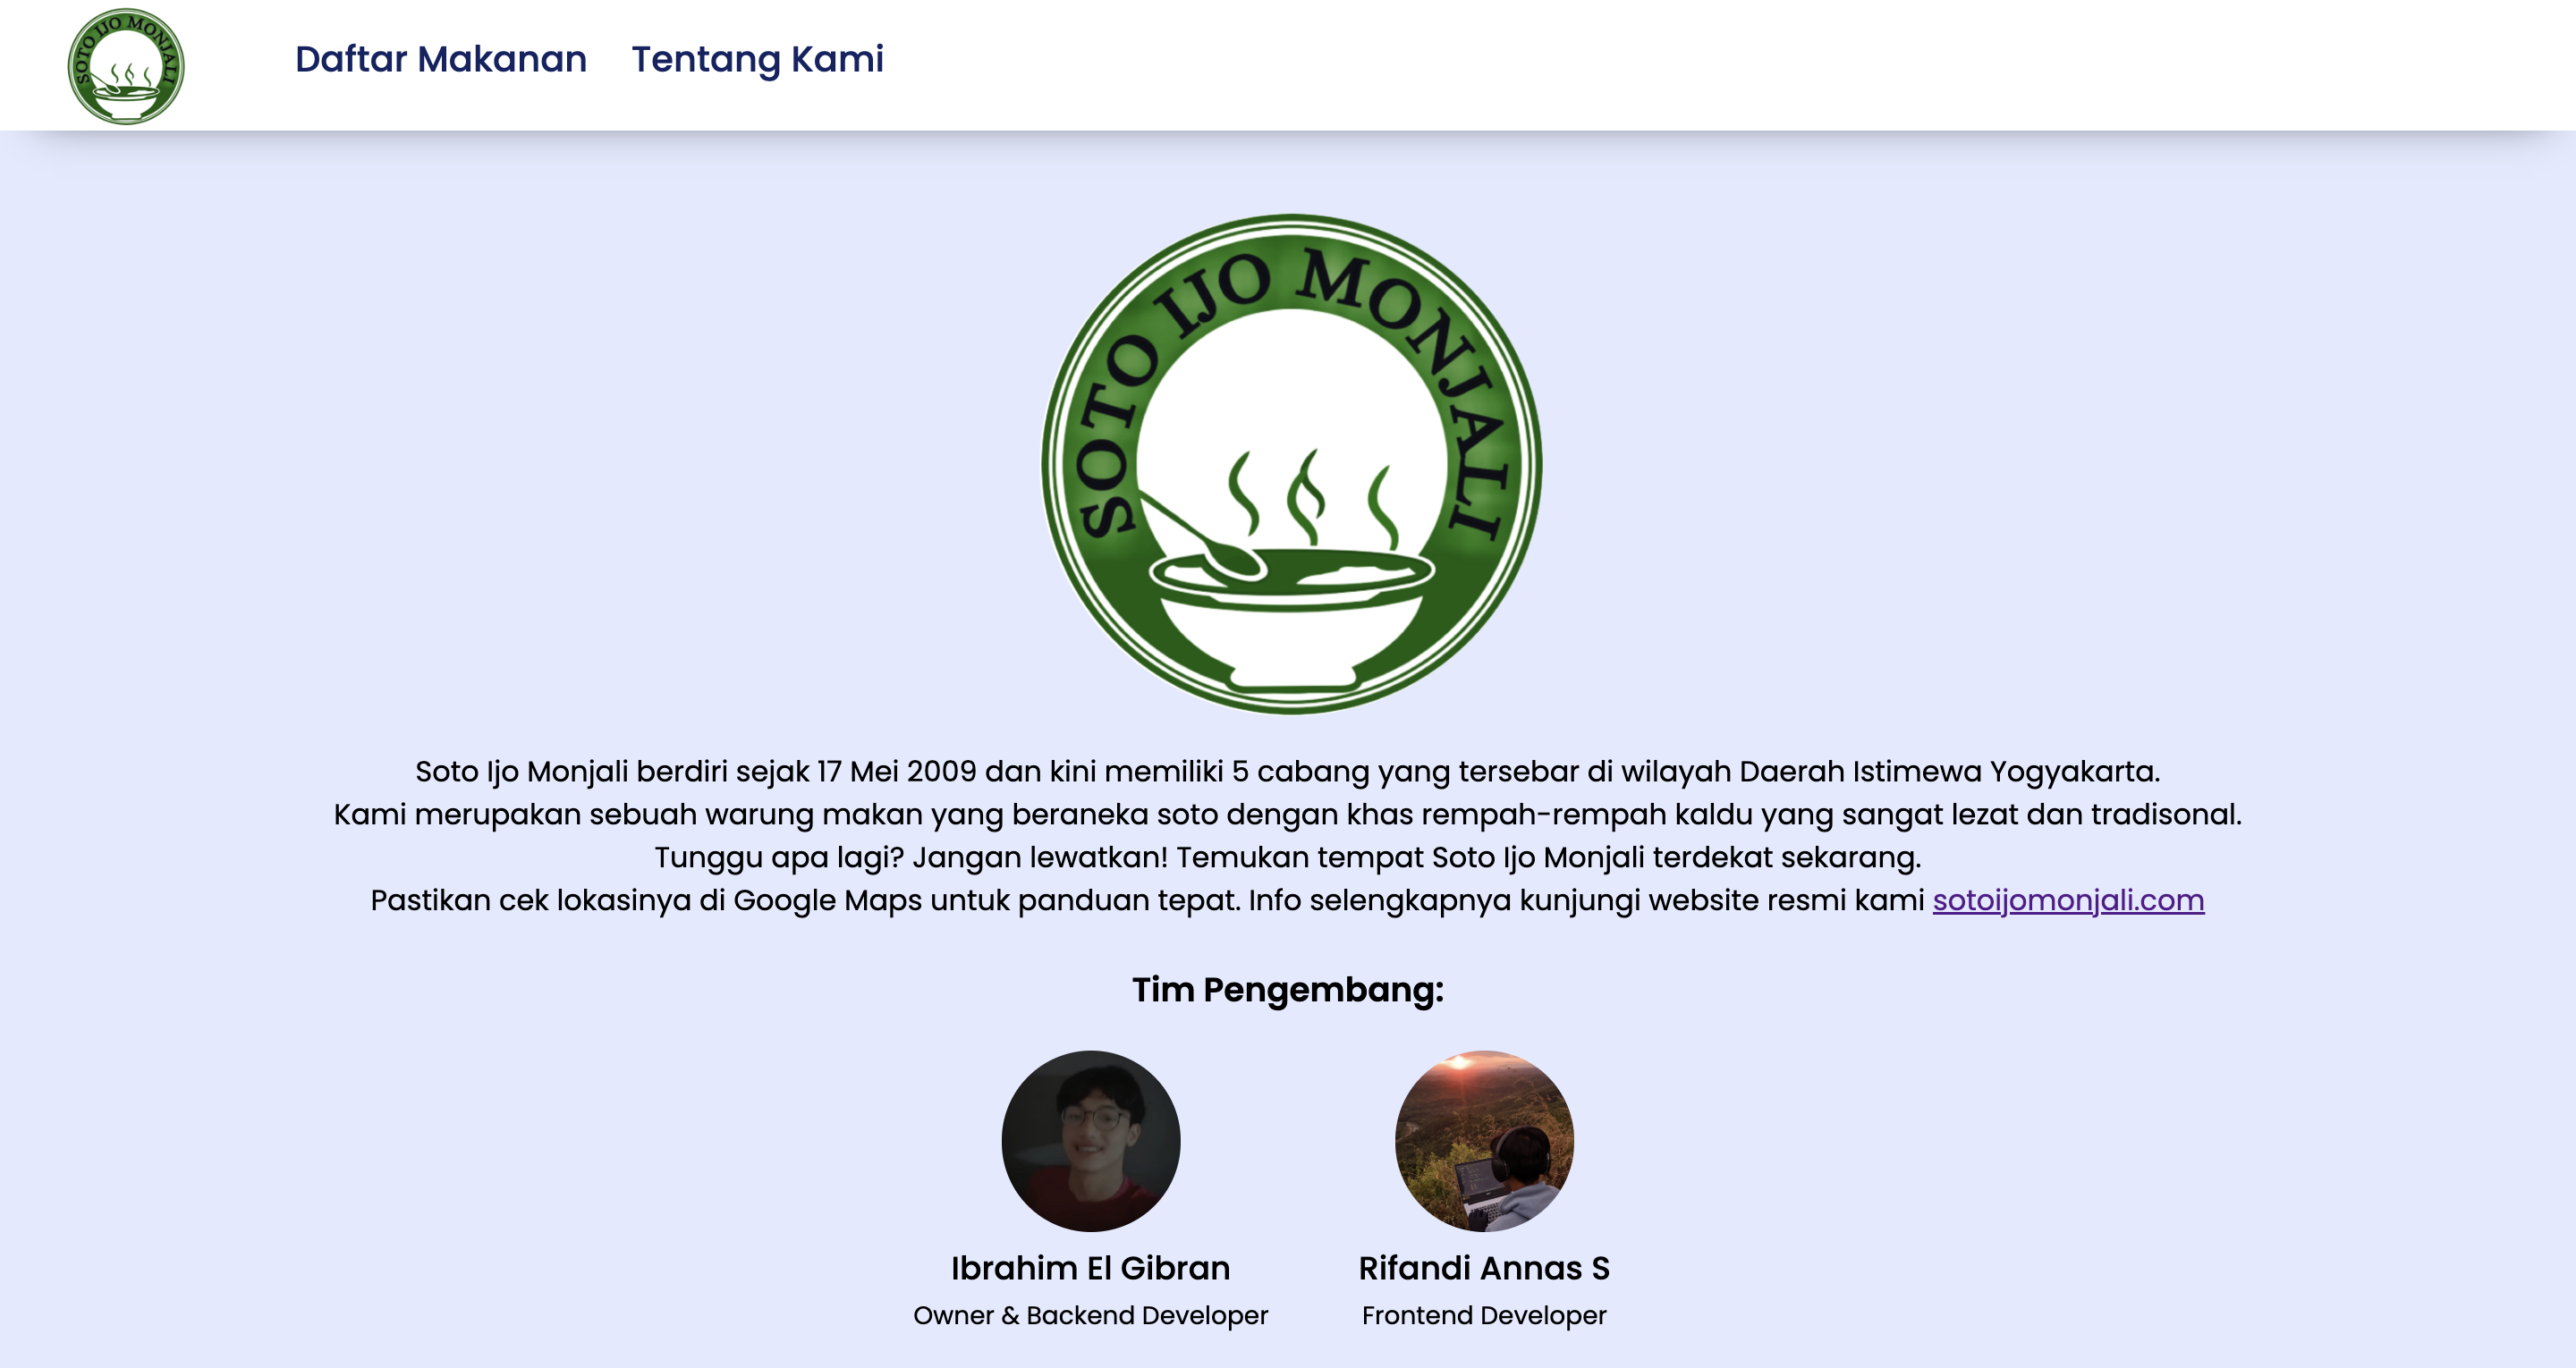 SOTO IJO MONJALI
Daftar Makanan
Tentang Kami
SOTO IJO MONJALI
Soto Ijo Monjali berdiri sejak 17 Mei 2009 dan kini memiliki 5 cabang yang tersebar di wilayah Daerah Istimewa Yogyakarta.
Kami merupakan sebuah warung makan yang beraneka soto dengan khas rempah-rempah kaldu yang sangat lezat dan tradisonal.
Tunggu apa lagi? Jangan lewatkan! Temukan tempat Soto Ijo Monjali terdekat sekarang.
Pastikan cek lokasinya di Google Maps untuk panduan tepat. Info selengkapnya kunjungi website resmi kami sotoijomonjali.com
Tim Pengembang:
Ibrahim El Gibran
Owner & Backend Developer
Rifandi Annas S
Frontend Developer